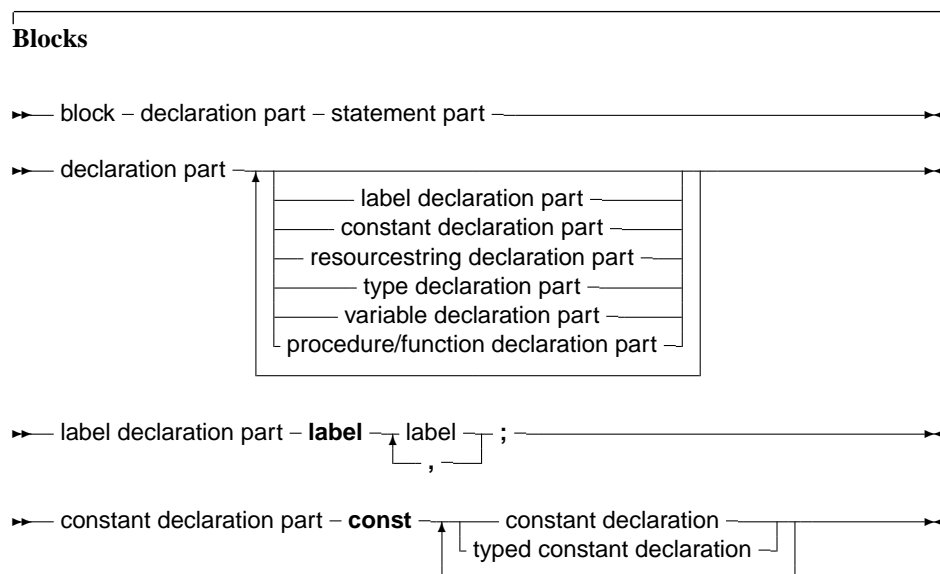 Blocks
block declaration part statement part
declaration part
label declaration part
constant declaration part
resourcestring declaration part
type declaration part
variable declaration part
procedure/function declaration part
label declaration part label label ;
,
constant declaration part const constant declaration
typed constant declaration